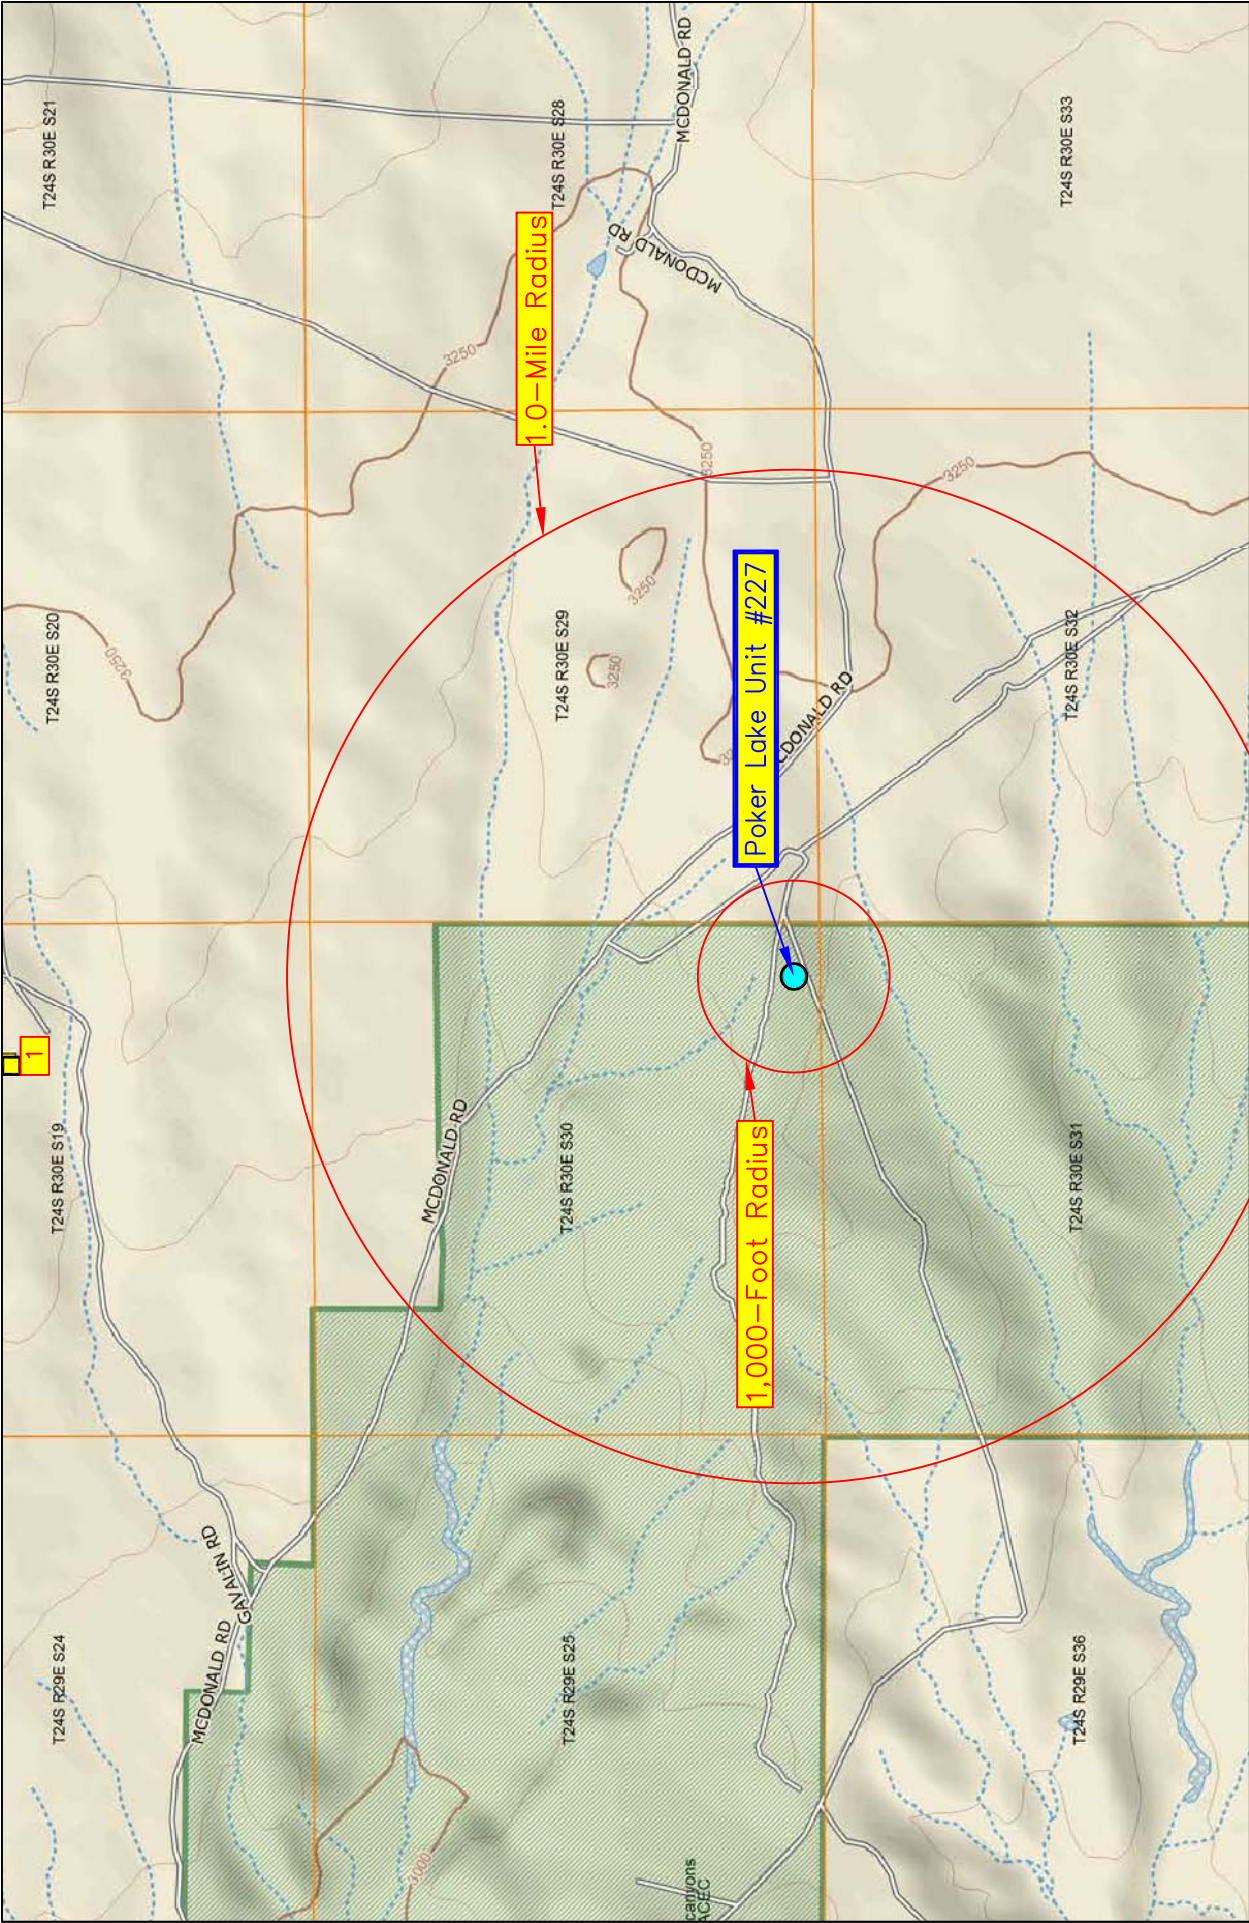 T24S R30E S21
T24S R30E S28
T24S R30E S33
MCDONALD RD
MCDONALD RD
1.0-Mile Radius
3250
3250
3250
3250
3250
3250
T24S R30E S20
T24S R30E S29
T24S R30E S32
Poker Lake Unit #227
CDONALD RD
1
T24S R30E S19
T24S R30E S30
T24S R30E S31
MCDONALD RD
1,000-Foot Radius
GAVALIN RD
MCDONALD RD
T24S R29E S24
T24S R29E S25
T24S R29E S36
3000
canyons
ACEC